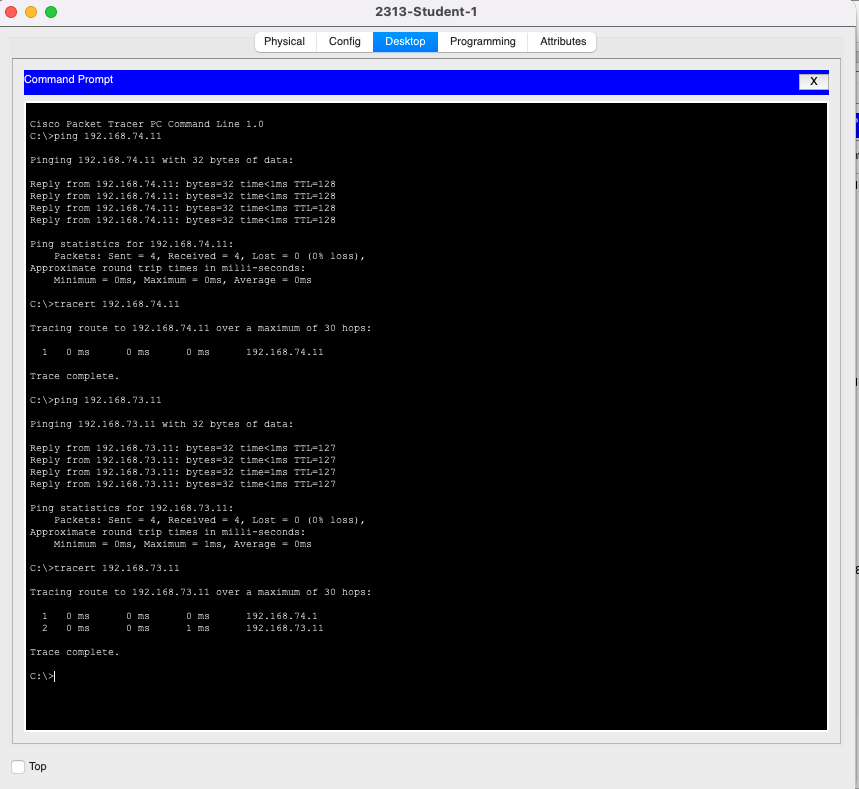 2313-Student-1
Physical Config Desktop Programming Attributes
Command Prompt X
Cisco Packet Tracer PC Command Line 1.0
C:\>ping 192.168.74.11
Pinging 192.168.74.11 with 32 bytes of data:
Reply from 192.168.74.11: bytes=32 time<1ms TTL=128
Reply from 192.168.74.11: bytes=32 time<1ms TTL=128
Reply from 192.168.74.11: bytes=32 time<1ms TTL=128
Reply from 192.168.74.11: bytes=32 time<1ms TTL=128
Ping statistics for 192.168.74.11:
Packets: Sent = 4, Received = 4, Lost = 0 (0% loss),
Approximate round trip times in milli-seconds:
Minimum = 0ms, Maximum = 0ms, Average = 0ms
C:\>tracert 192.168.74.11
Tracing route to 192.168.74.11 over a maximum of 30 hops:
1 0 ms 0 ms 0 ms 192.168.74.11
Trace complete.
C:\>ping 192.168.73.11
Pinging 192.168.73.11 with 32 bytes of data:
Reply from 192.168.73.11: bytes=32 time<1ms TTL=127
Reply from 192.168.73.11: bytes=32 time<1ms TTL=127
Reply from 192.168.73.11: bytes=32 time=1ms TTL=127
Reply from 192.168.73.11: bytes=32 time<1ms TTL=127
Ping statistics for 192.168.73.11:
Packets: Sent = 4, Received = 4, Lost = 0 (0% loss),
Approximate round trip times in milli-seconds:
Minimum = 0ms, Maximum = 1ms, Average = 0ms
C:\>tracert 192.168.73.11
Tracing route to 192.168.73.11 over a maximum of 30 hops:
1 0 ms 0 ms 0 ms 192.168.74.1
2 0 ms 0 ms 1 ms 192.168.73.11
Trace complete.
C:\>
Top